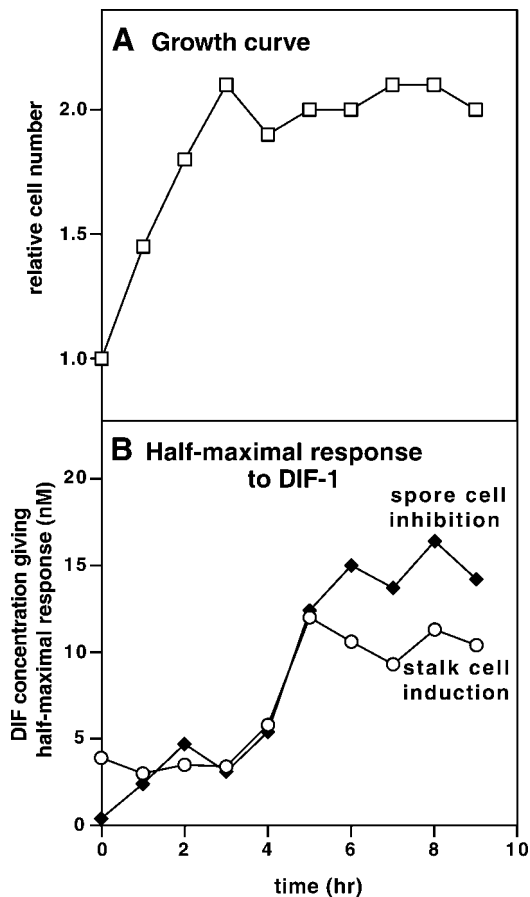 A Growth curve
relative cell number
2.0
1.5
1.0
B Half-maximal response
to DIF-1
DIF concentration giving
half-maximal response (nM)
20
15
10
5
0
spore cell
inhibition
stalk cell
induction
0 2 4 6 8 10
time (hr)